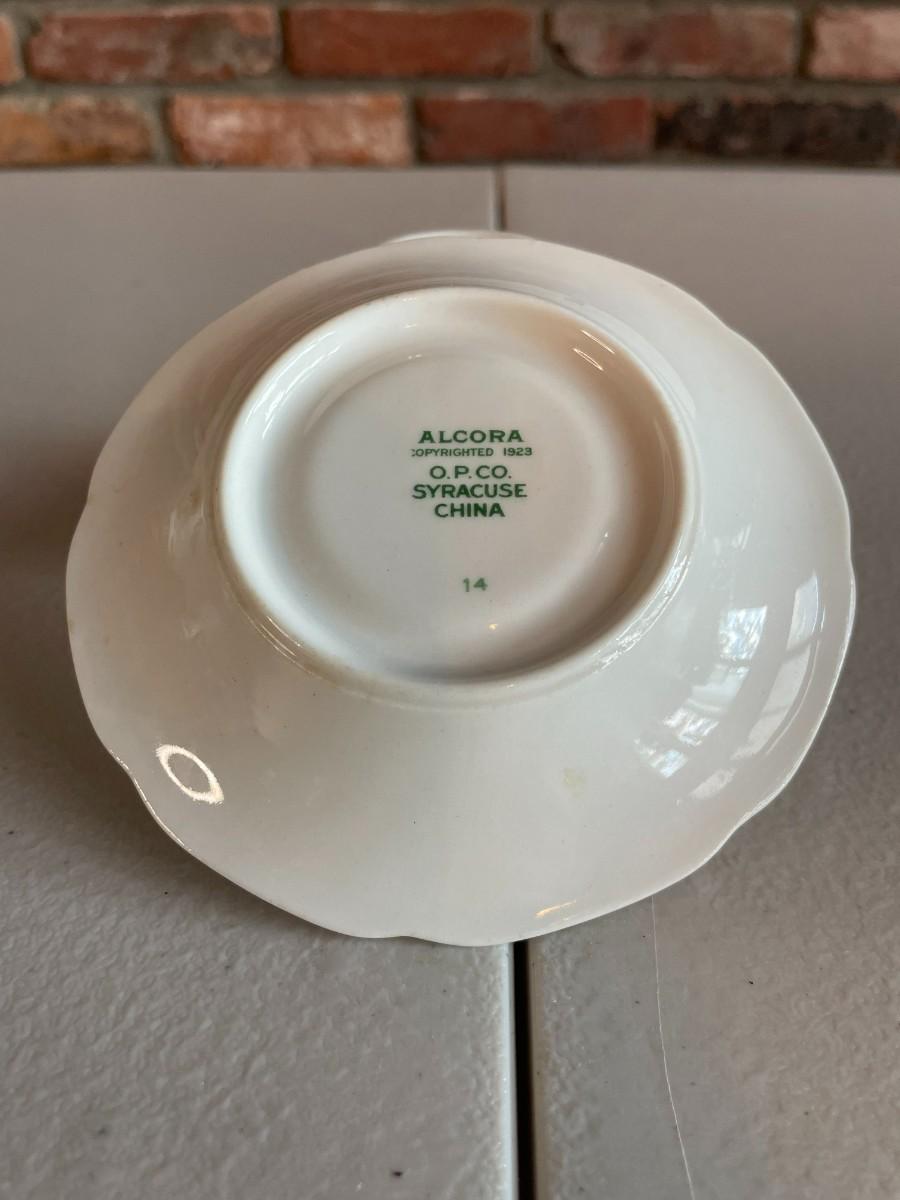 ALCORA
COPYRIGHTED 1923
O.P.CO.
SYRACUSE
CHINA
14